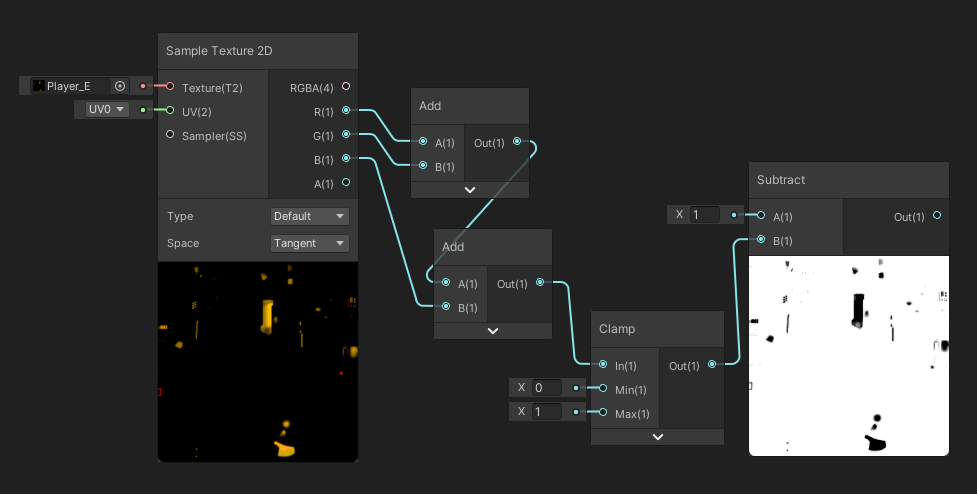 Sample Texture 2D
Player_E
Texture(T2)
RGBA(4)
UV0
UV(2)
R(1)
Sampler(SS)
G(1)
B(1)
A(1)
Type
Default
Space
Tangent
Add
A(1)
Out(1)
B(1)
Add
A(1)
Out(1)
B(1)
Clamp
In(1)
Out(1)
X 0
Min(1)
X 1
Max(1)
Subtract
X 1
A(1)
Out(1)
B(1)